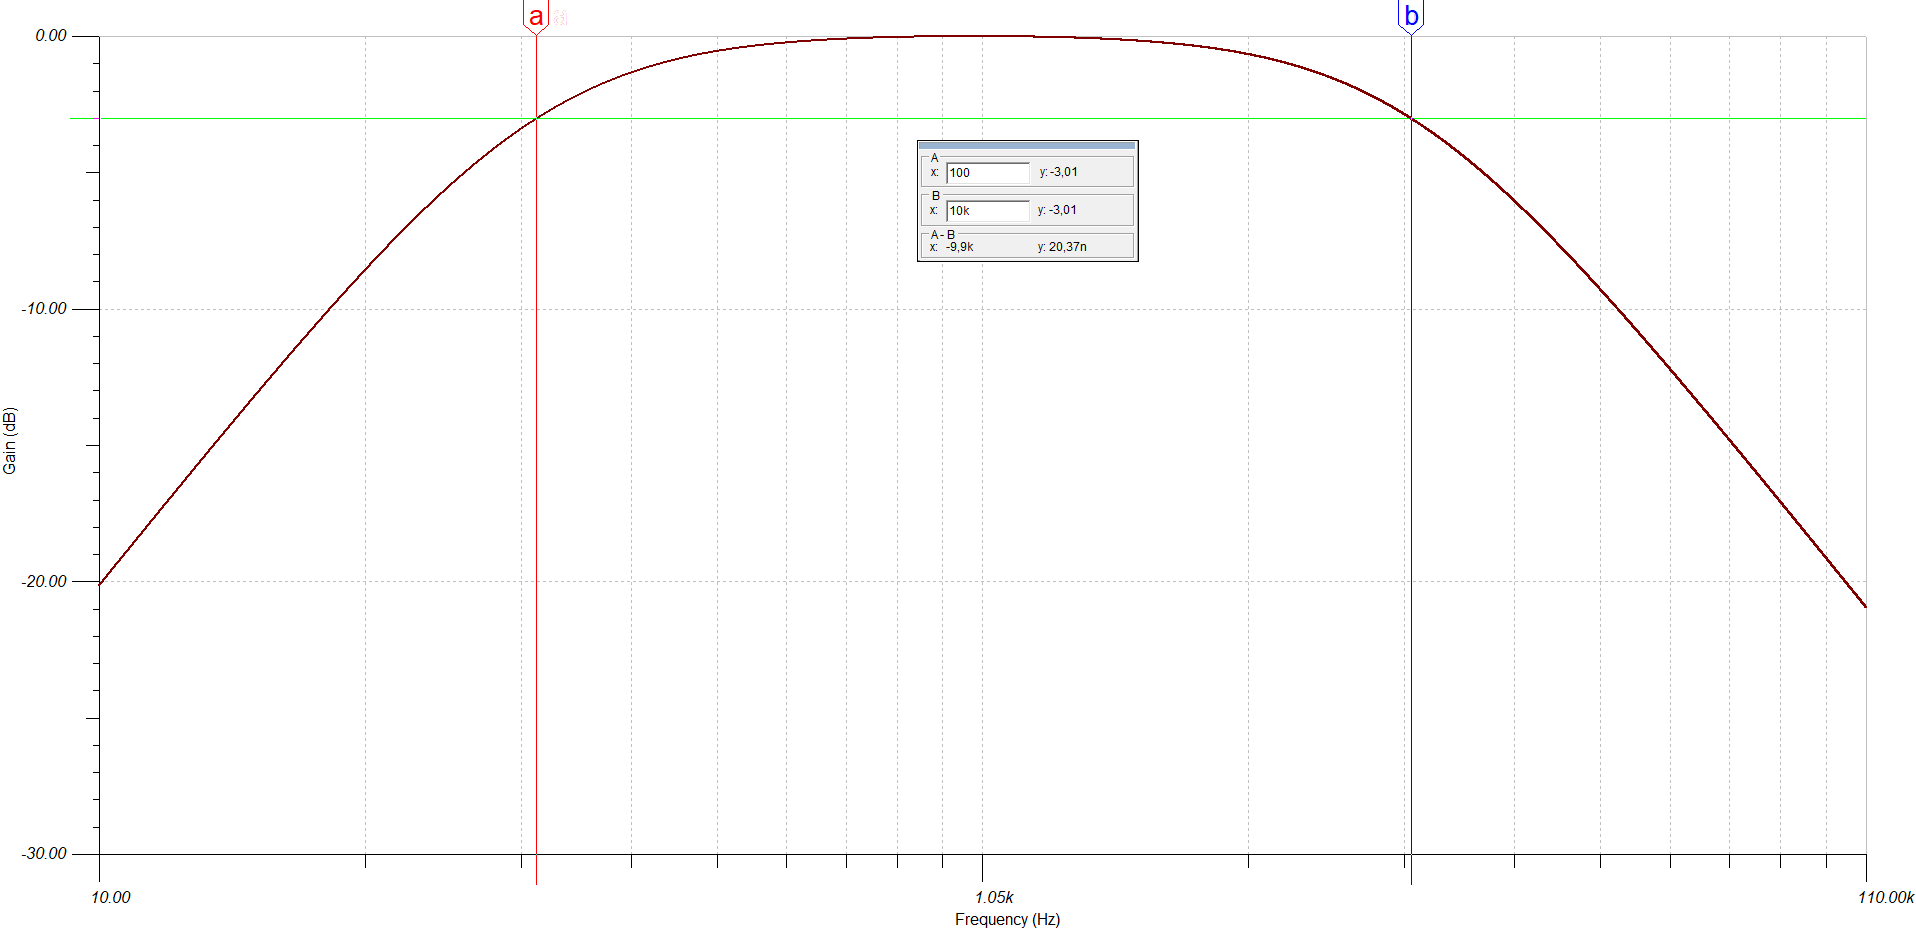 a
b
0.00
A
x: 100 y: -3,01
B
x: 10k y: -3,01
A - B
x: -9,9k y: 20,37n
-10.00
Gain (dB)
-20.00
-30.00
10.00 1.05k 110.00k
Frequency (Hz)